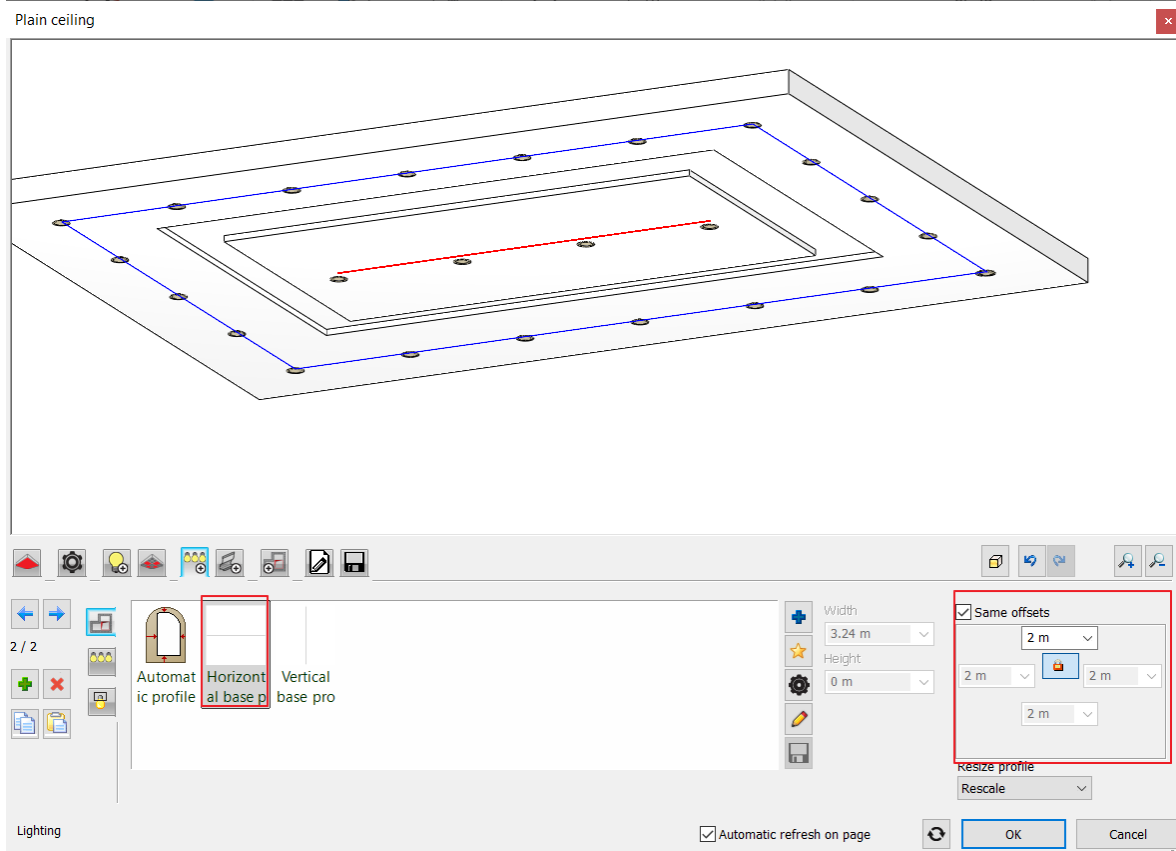 Plain ceiling
2 / 2
Automat
ic profile
Horizont
al base p
Vertical
base pro
Width
3.24 m
Height
0 m
Same offsets
2 m
2 m
2 m
2 m
Resize profile
Rescale
Lighting
Automatic refresh on page
OK
Cancel